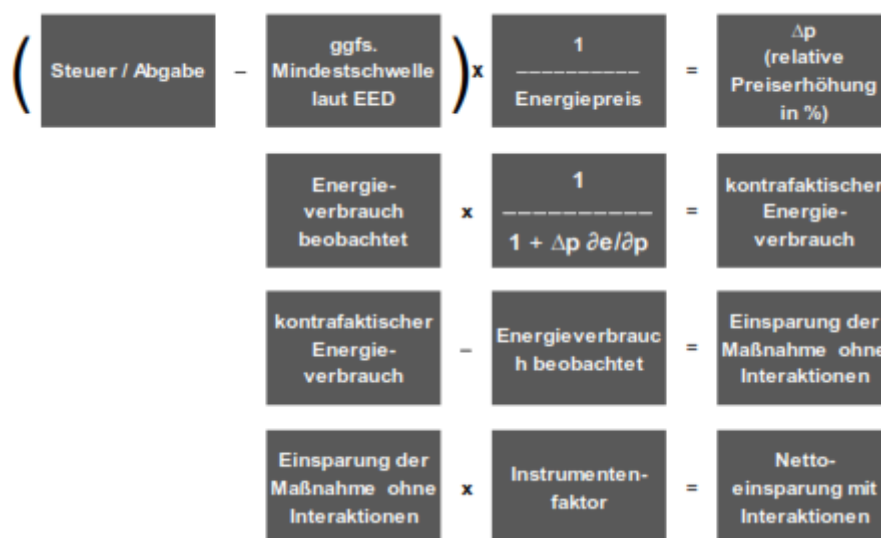 ( Steuer / Abgabe – ggfs. Mindestschwelle laut EED ) x 1 ────────── Energiepreis = Δp (relative Preiserhöhung in %)
Energie- verbrauch beobachtet x 1 ────────── 1 + Δp ∂e/∂p = kontrafaktischer Energie- verbrauch
kontrafaktischer Energie- verbrauch – Energieverbrauc h beobachtet = Einsparung der Maßnahme ohne Interaktionen
Einsparung der Maßnahme ohne Interaktionen x Instrumenten- faktor = Netto- einsparung mit Interaktionen